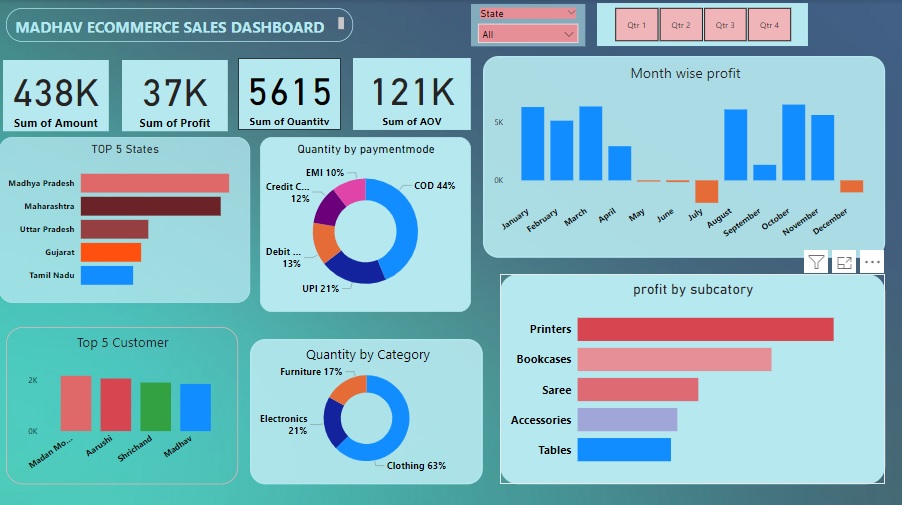 MADHAV ECOMMERCE SALES DASHBOARD
State
All
Qtr 1 Qtr 2 Qtr 3 Qtr 4
438K
Sum of Amount
37K
Sum of Profit
5615
Sum of Quantity
121K
Sum of AOV
TOP 5 States
Madhya Pradesh
Maharashtra
Uttar Pradesh
Gujarat
Tamil Nadu
Quantity by paymentmode
EMI 10%
Credit C...
12%
COD 44%
Debit ...
13%
UPI 21%
Month wise profit
5K
0K
January
February
March
April
May
June
July
August
September
October
November
December
Top 5 Customer
2K
0K
Madan Mo...
Aarushi
Shrichand
Madhav
Quantity by Category
Furniture 17%
Electronics
21%
Clothing 63%
profit by subcatory
Printers
Bookcases
Saree
Accessories
Tables